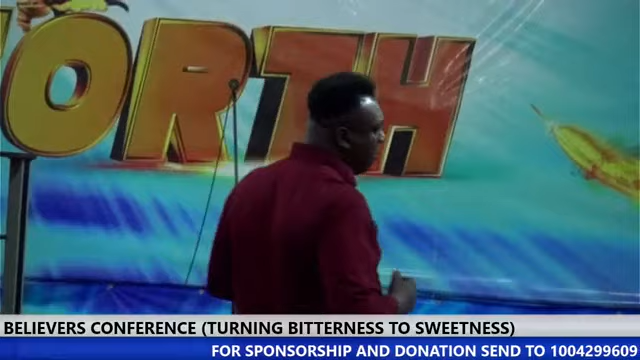 ORTH
BELIEVERS CONFERENCE (TURNING BITTERNESS TO SWEETNESS)
FOR SPONSORSHIP AND DONATION SEND TO 1004299609